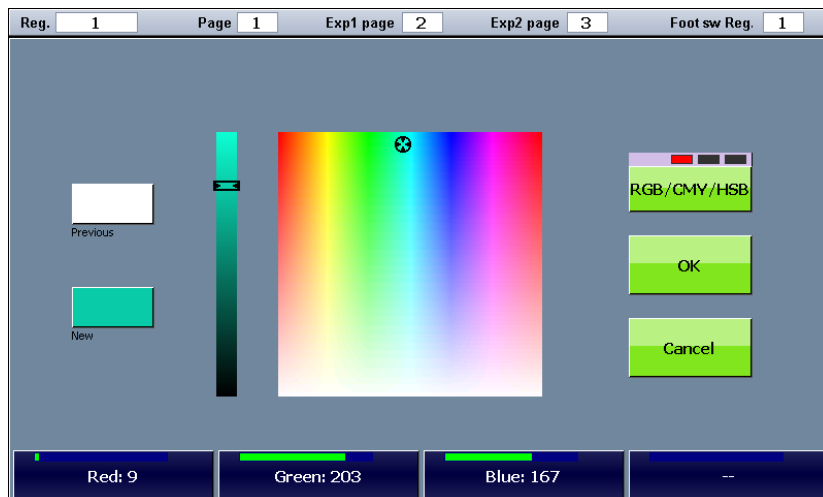 Reg. 1 Page 1 Exp1 page 2 Exp2 page 3 Foot sw Reg. 1
RGB/CMY/HSB
Previous
OK
New
Cancel
Red: 9 Green: 203 Blue: 167 --